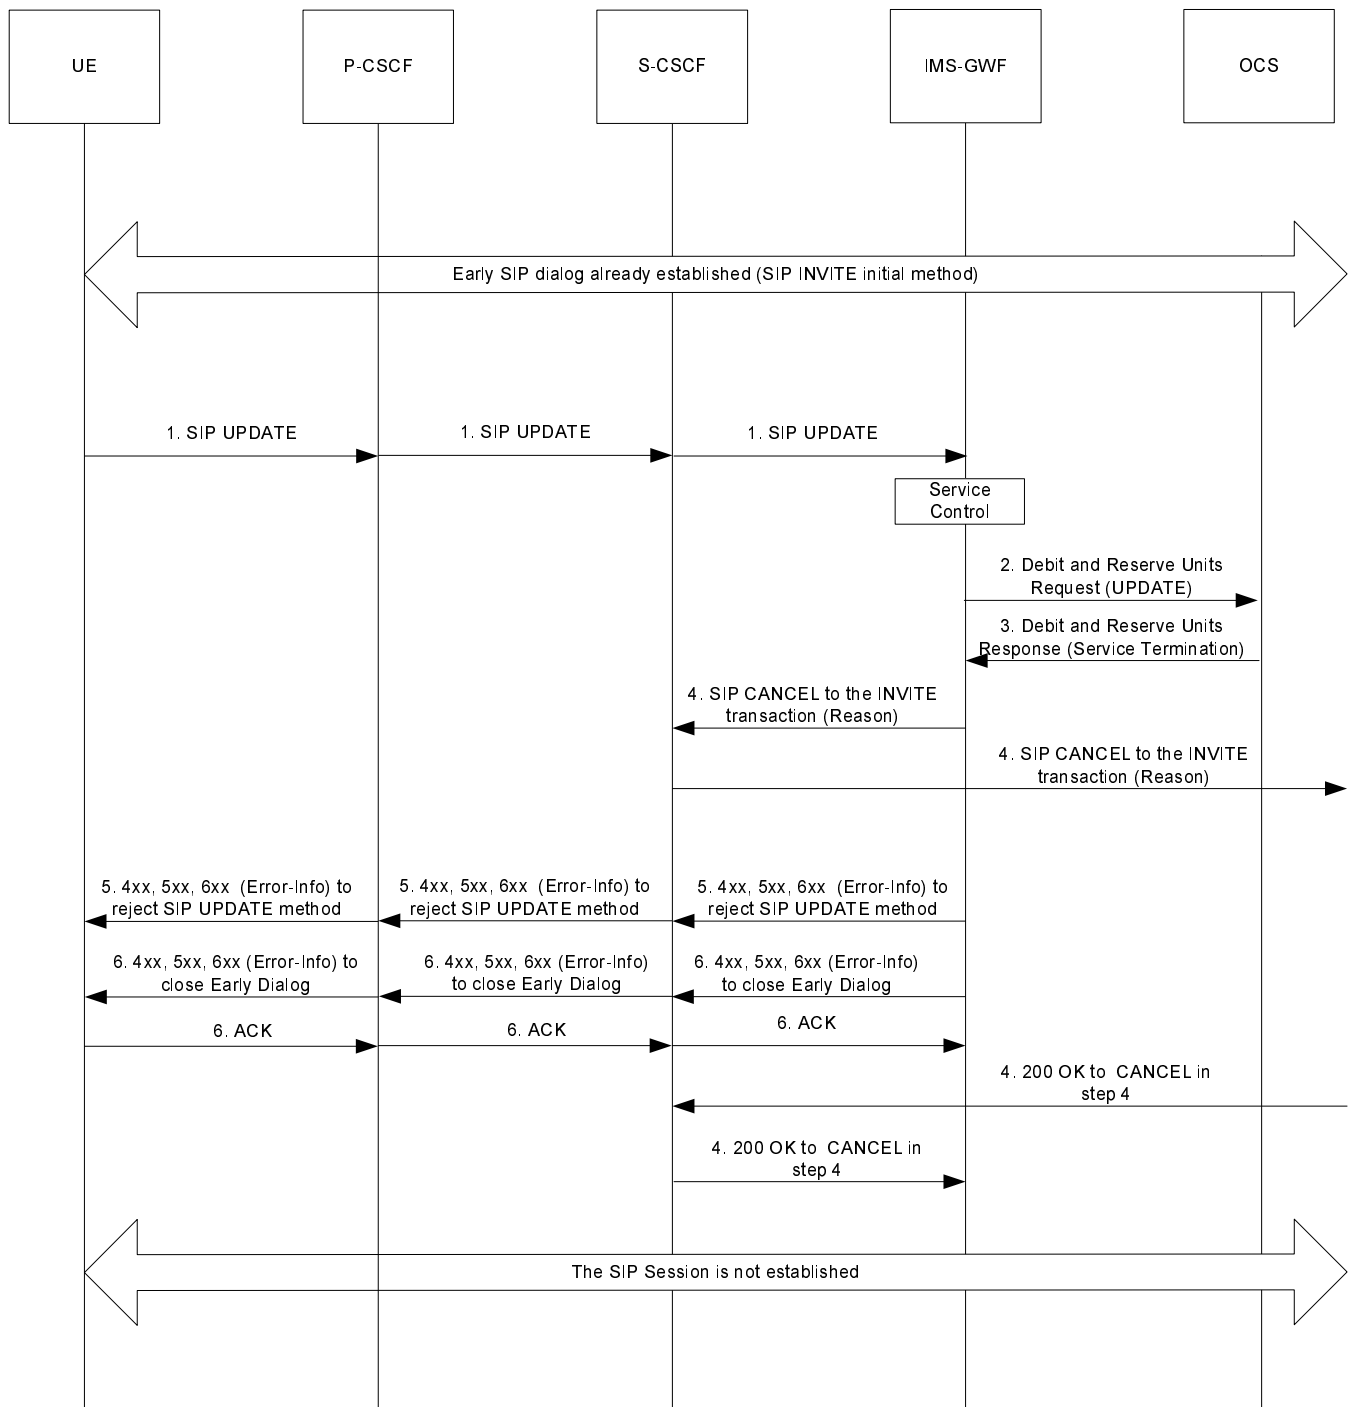 UE
P-CSCF
S-CSCF
IMS-GWF
OCS
Early SIP dialog already established (SIP INVITE initial method)
1. SIP UPDATE
1. SIP UPDATE
1. SIP UPDATE
Service
Control
2. Debit and Reserve Units
Request (UPDATE)
3. Debit and Reserve Units
Response (Service Termination)
4. SIP CANCEL to the INVITE
transaction (Reason)
4. SIP CANCEL to the INVITE
transaction (Reason)
5. 4xx, 5xx, 6xx (Error-Info) to
reject SIP UPDATE method
5. 4xx, 5xx, 6xx (Error-Info) to
reject SIP UPDATE method
5. 4xx, 5xx, 6xx (Error-Info) to
reject SIP UPDATE method
6. 4xx, 5xx, 6xx (Error-Info) to
close Early Dialog
6. 4xx, 5xx, 6xx (Error-Info)
to close Early Dialog
6. 4xx, 5xx, 6xx (Error-Info)
to close Early Dialog
6. ACK
6. ACK
6. ACK
4. 200 OK to CANCEL in
step 4
4. 200 OK to CANCEL in
step 4
The SIP Session is not established